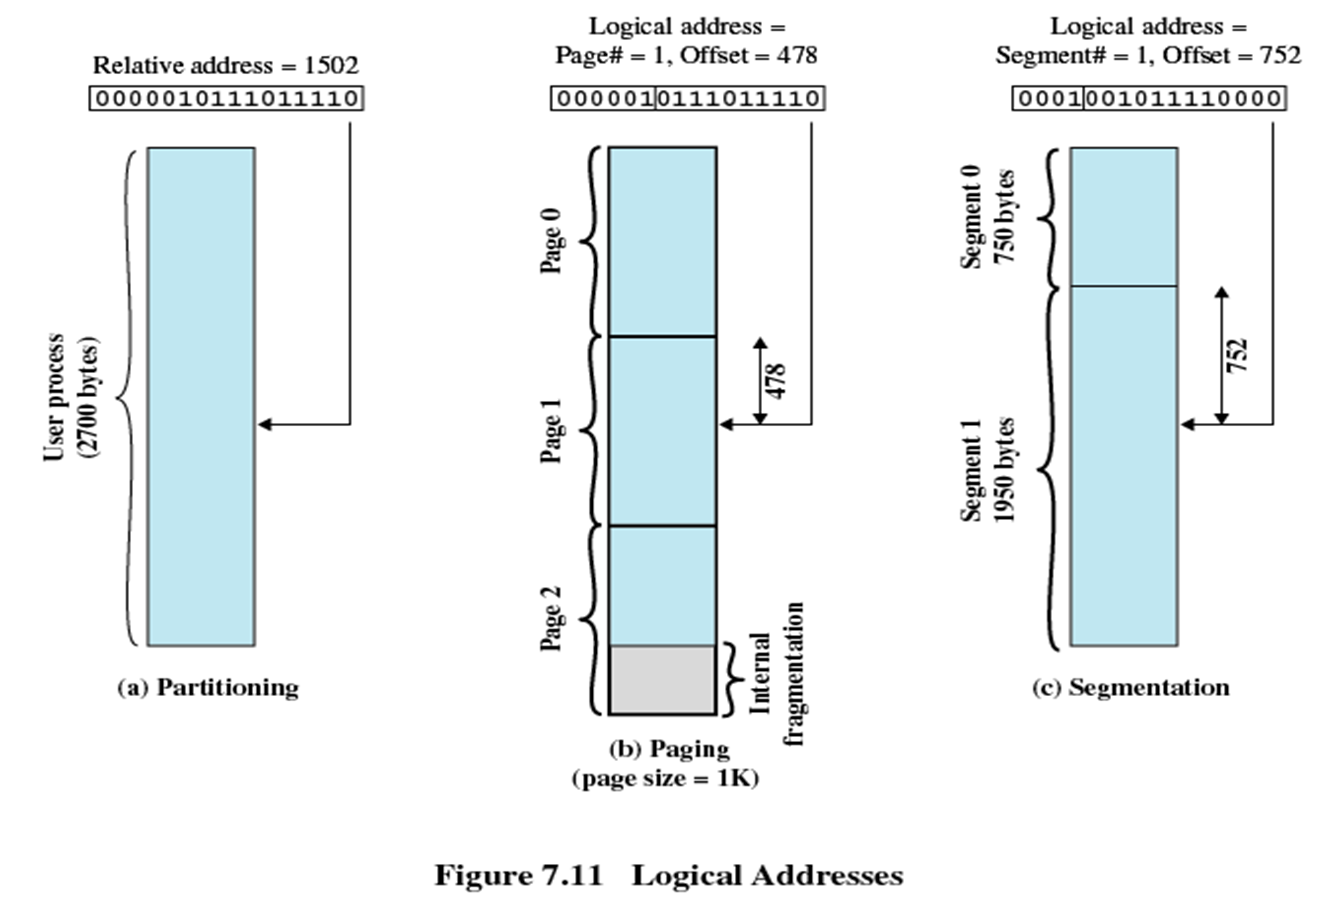 Relative address = 1502
0000010111011110
User process
(2700 bytes)
(a) Partitioning
Logical address =
Page# = 1, Offset = 478
000001 0111011110
Page 0
Page 1
Page 2
478
Internal
fragmentation
(b) Paging
(page size = 1K)
Logical address =
Segment# = 1, Offset = 752
0001 001011110000
Segment 0
750 bytes
Segment 1
1950 bytes
752
(c) Segmentation
Figure 7.11 Logical Addresses